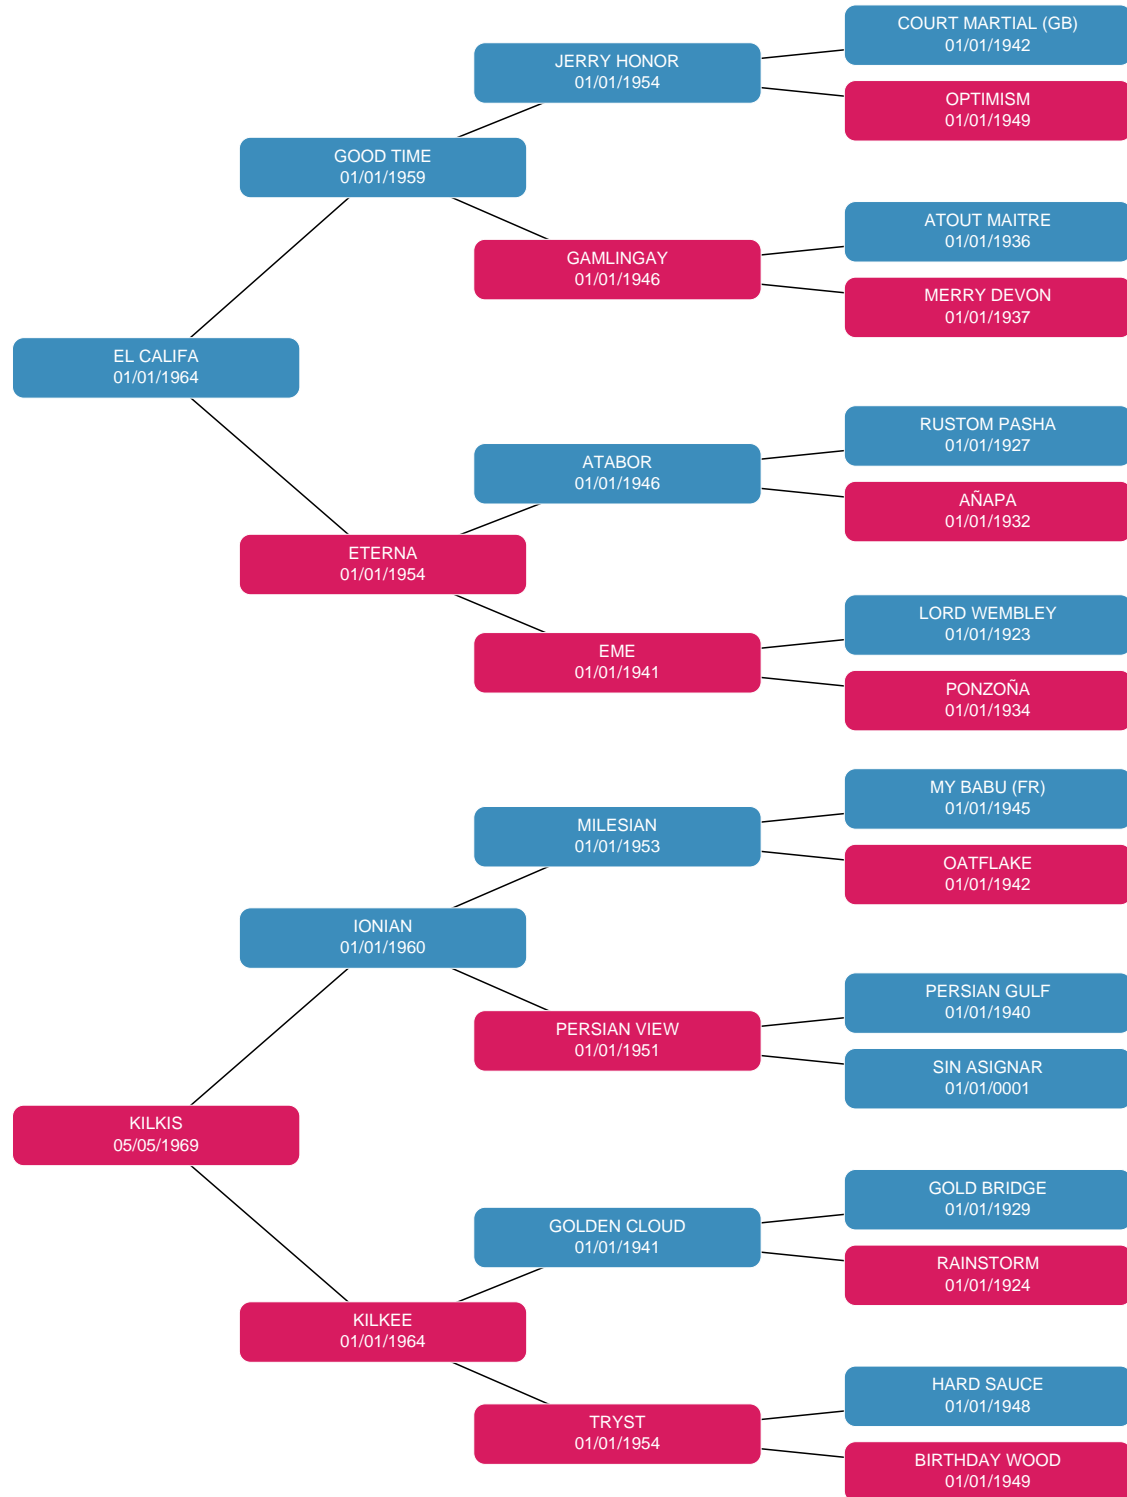 COURT MARTIAL (GB)
01/01/1942
JERRY HONOR
01/01/1954
OPTIMISM
01/01/1949
GOOD TIME
01/01/1959
ATOUT MAITRE
01/01/1936
GAMLINGAY
01/01/1946
MERRY DEVON
01/01/1937
EL CALIFA
01/01/1964
RUSTOM PASHA
01/01/1927
ATABOR
01/01/1946
AÑAPA
01/01/1932
ETERNA
01/01/1954
LORD WEMBLEY
01/01/1923
EME
01/01/1941
PONZOÑA
01/01/1934
MY BABU (FR)
01/01/1945
MILESIAN
01/01/1953
OATFLAKE
01/01/1942
IONIAN
01/01/1960
PERSIAN GULF
01/01/1940
PERSIAN VIEW
01/01/1951
SIN ASIGNAR
01/01/0001
KILKIS
05/05/1969
GOLD BRIDGE
01/01/1929
GOLDEN CLOUD
01/01/1941
RAINSTORM
01/01/1924
KILKEE
01/01/1964
HARD SAUCE
01/01/1948
TRYST
01/01/1954
BIRTHDAY WOOD
01/01/1949